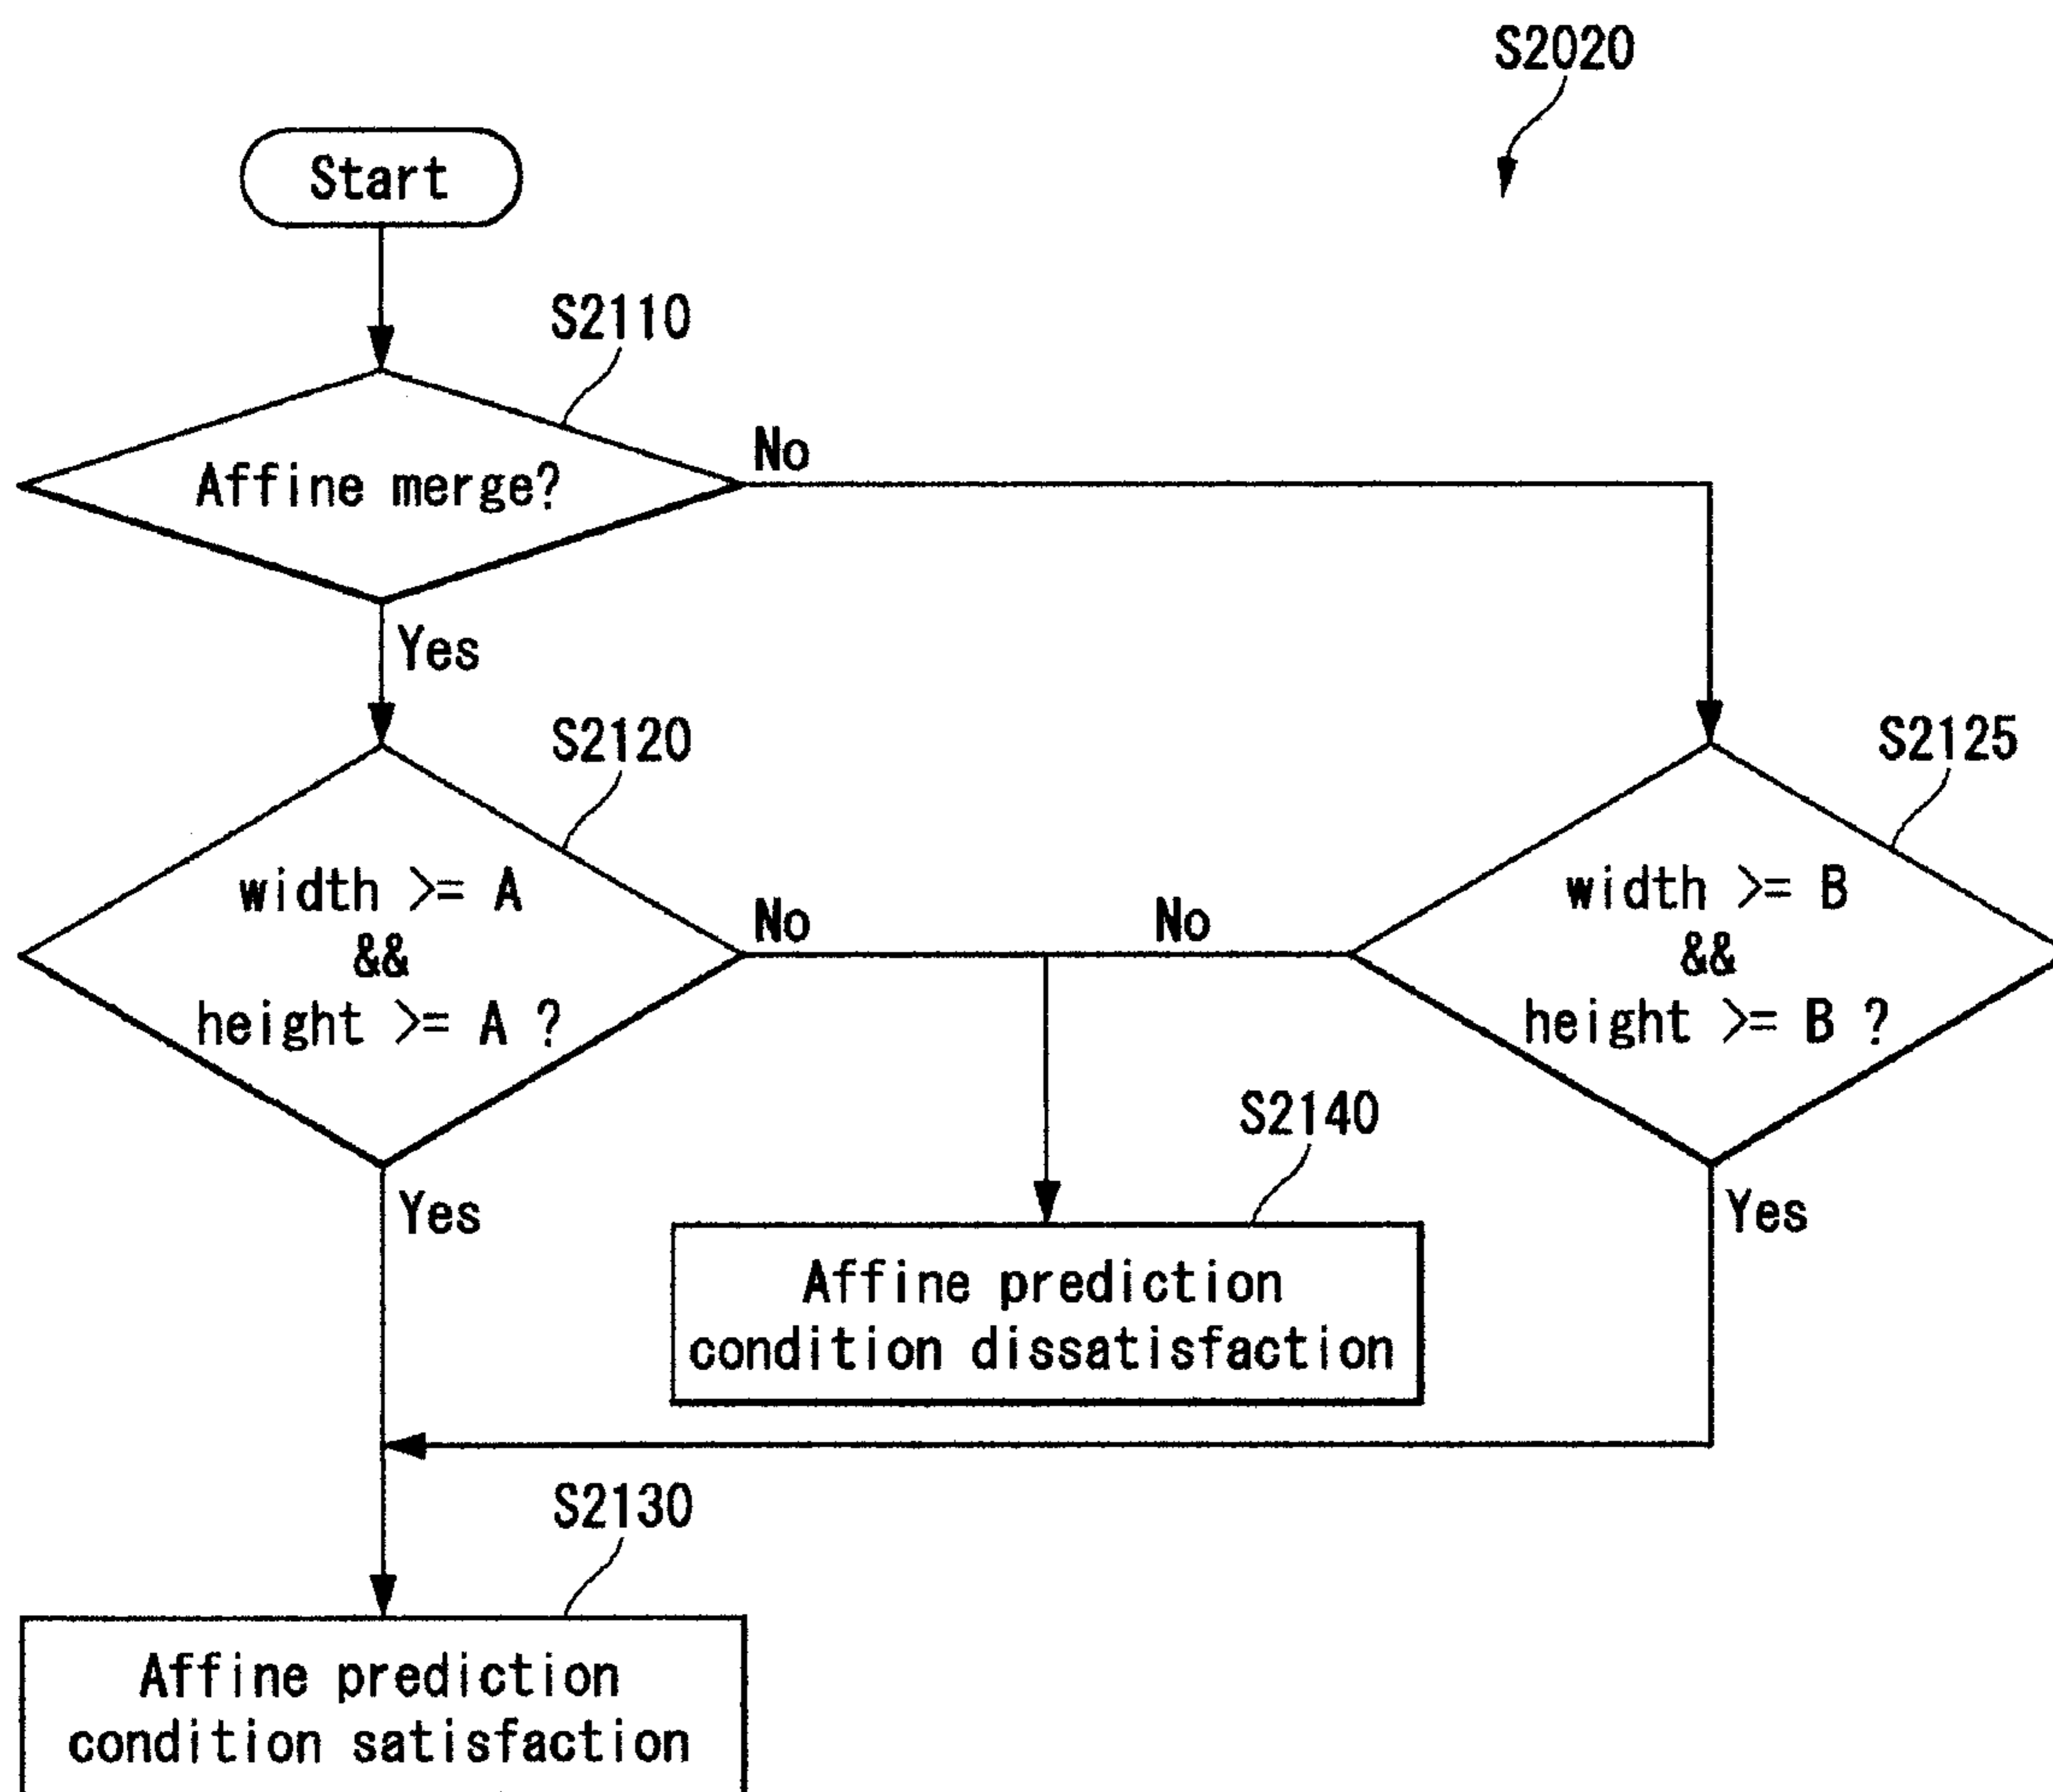 S2020
Start
S2110
Affine merge?
No
Yes
S2120
S2125
width >= A
&&
height >= A ?
No
No
width >= B
&&
height >= B ?
S2140
Yes
Yes
Affine prediction
condition dissatisfaction
S2130
Affine prediction
condition satisfaction